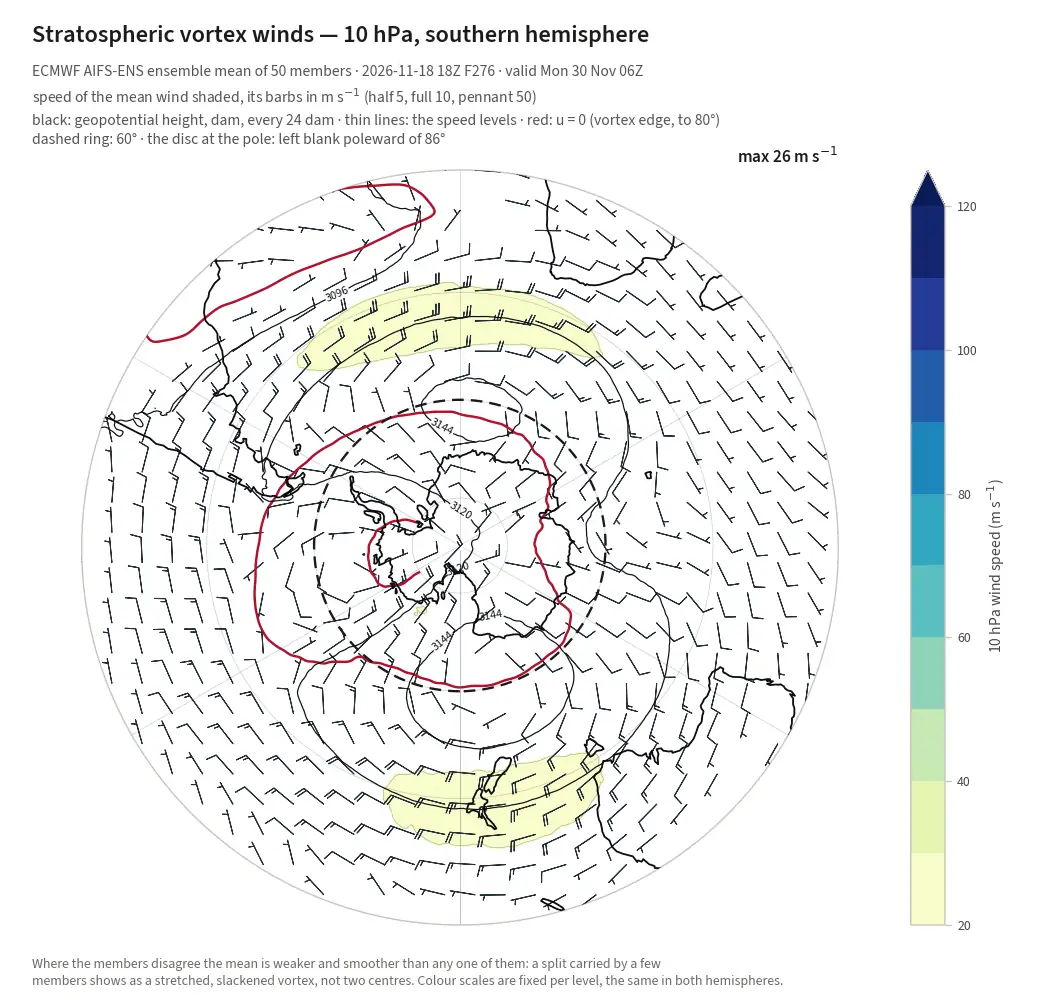 Stratospheric vortex winds — 10 hPa, southern hemisphere
ECMWF AIFS-ENS ensemble mean of 50 members · 2026-11-18 18Z F276 · valid Mon 30 Nov 06Z
speed of the mean wind shaded, its barbs in m s⁻¹ (half 5, full 10, pennant 50)
black: geopotential height, dam, every 24 dam · thin lines: the speed levels · red: u = 0 (vortex edge, to 80°)
dashed ring: 60° · the disc at the pole: left blank poleward of 86°
max 26 m s⁻¹
120
100
80
60
40
20
10 hPa wind speed (m s⁻¹)
3096
3144
3120
3144
3144
Where the members disagree the mean is weaker and smoother than any one of them: a split carried by a few
members shows as a stretched, slackened vortex, not two centres. Colour scales are fixed per level, the same in both hemispheres.